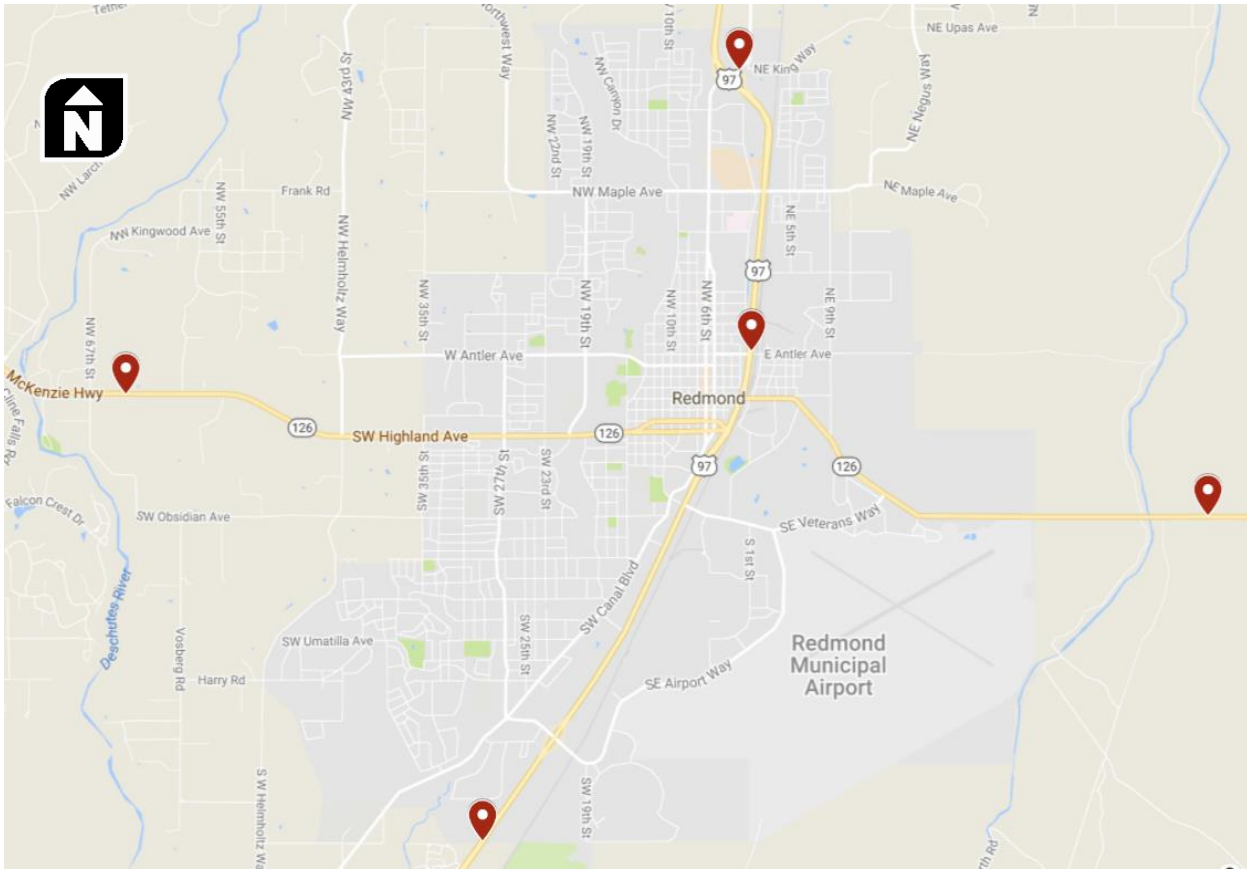 NE Upas Ave
10th St
Northwest Way
NW 43rd St
N
97
NE King Way
NW Canyon Dr
NE Negus Way
NW 22nd St
NW 19th St
NW Larch
Frank Rd
NW Maple Ave
NE Maple Ave
NW 55th St
NW Kingwood Ave
NE 5th St
NW Helmholtz Way
97
NW 35th St
NW 19th St
NW 10th St
NW 6th St
NE 9th St
NW 67th St
W Antler Ave
E Antler Ave
McKenzie Hwy
Redmond
Cline Falls Rd
126
SW Highland Ave
126
97
126
SW 35th St
SW 27th St
SW 23rd St
Falcon Crest Dr
SW Obsidian Ave
SE Veterans Way
S 1st St
SW Canal Blvd
Deschutes River
Vosberg Rd
SW Umatilla Ave
SW 25th St
Redmond
Municipal
Airport
Harry Rd
SE Airport Way
SW 19th St
S W Helmholtz Wa
rth Rd